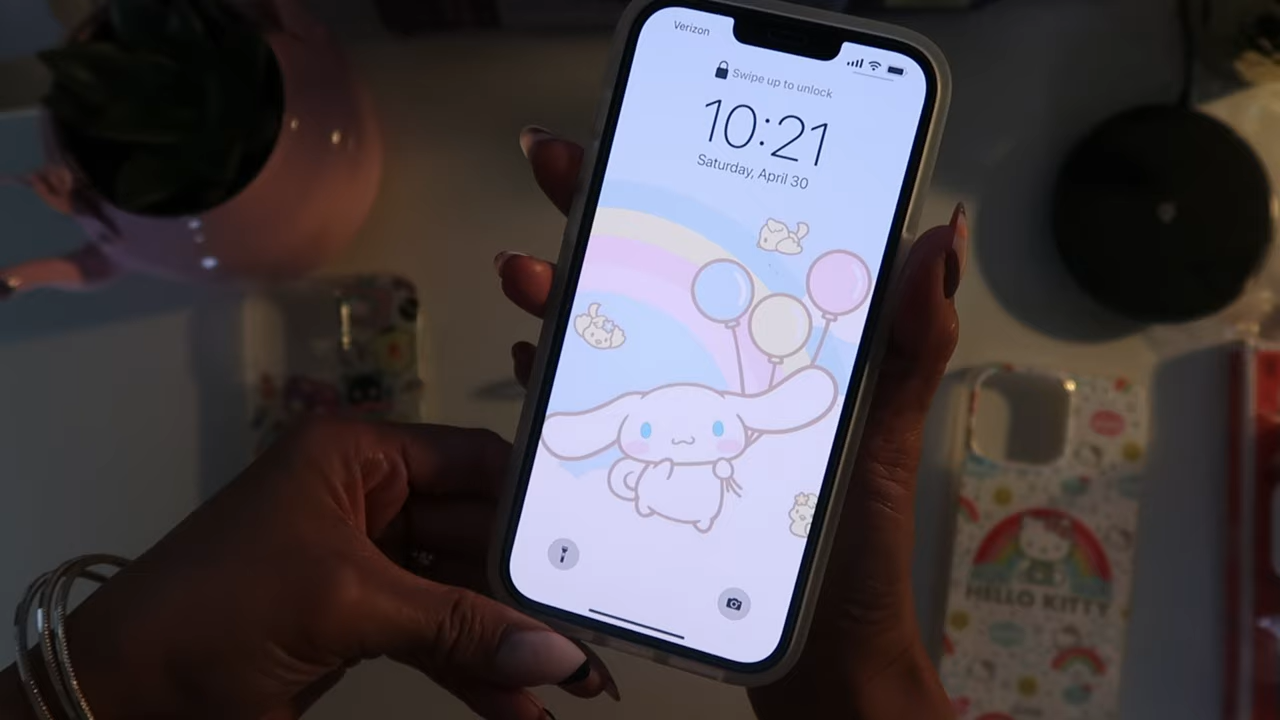 Verizon
Swipe up to unlock
10:21
Saturday, April 30
HELLO KITTY